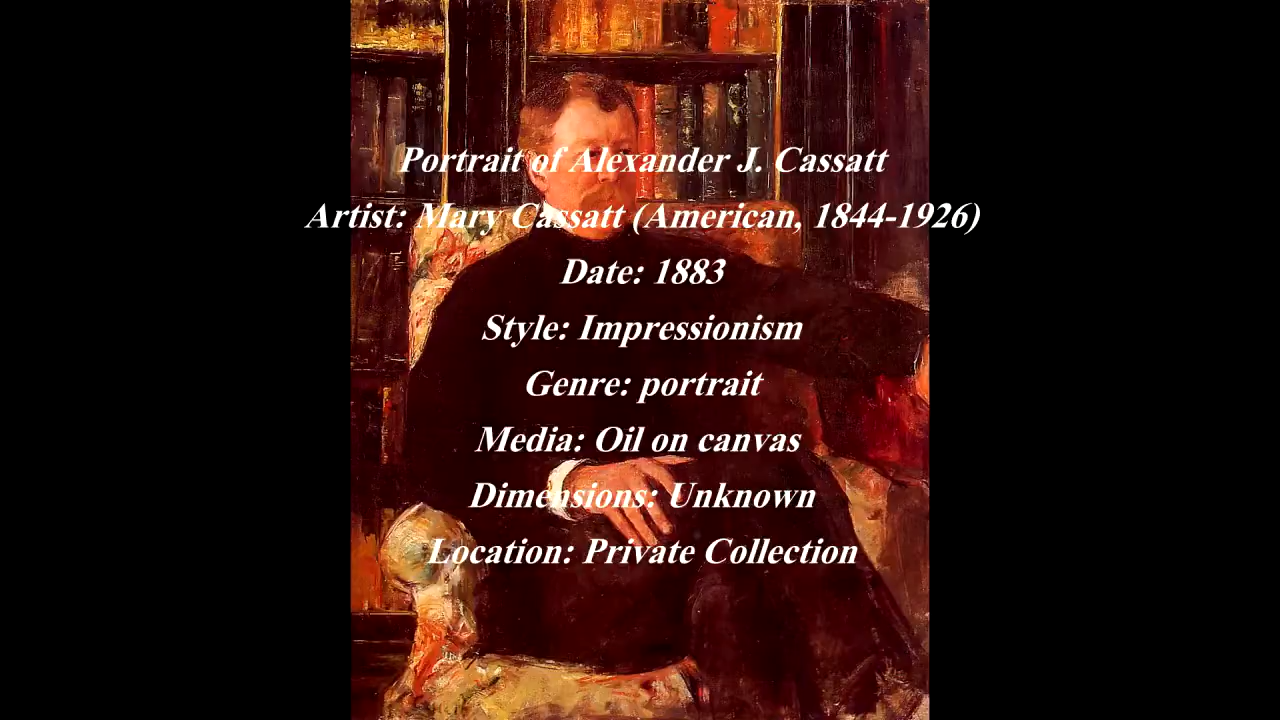 Portrait of Alexander J. Cassatt
Artist: Mary Cassatt (American, 1844-1926)
Date: 1883
Style: Impressionism
Genre: portrait
Media: Oil on canvas
Dimensions: Unknown
Location: Private Collection